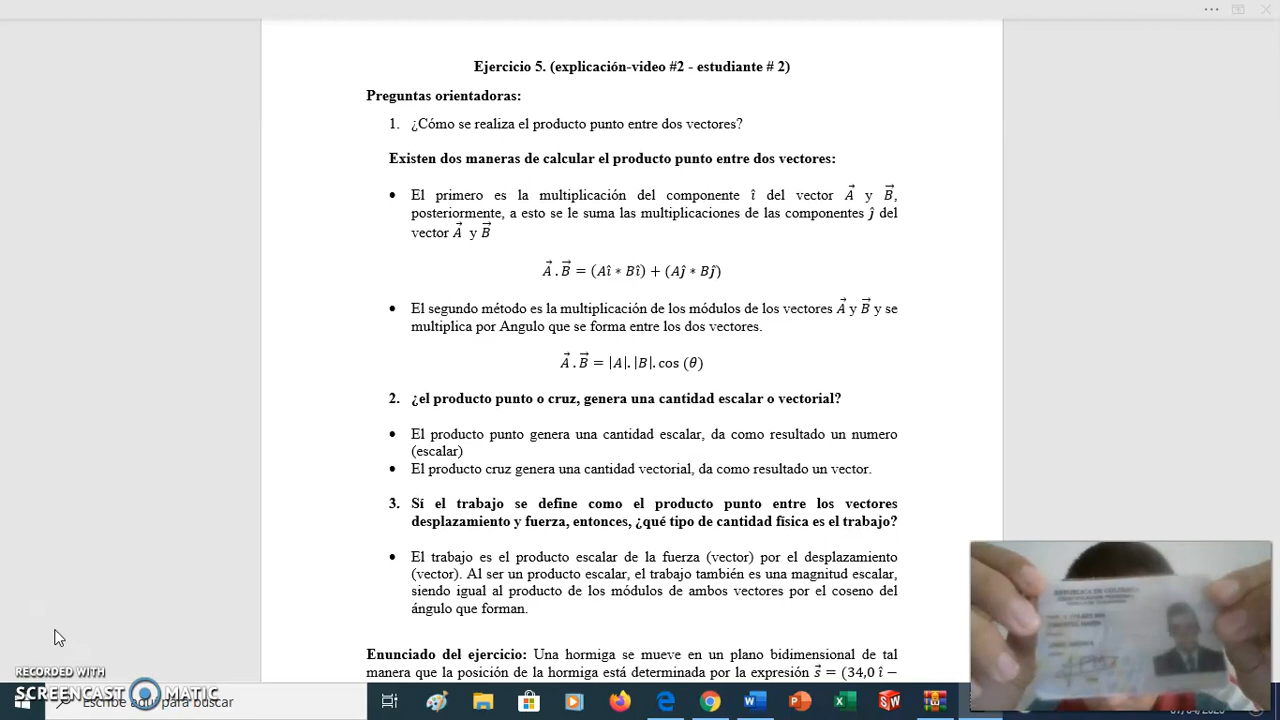 Ejercicio 5. (explicación-video #2 - estudiante # 2)
Preguntas orientadoras:
1. ¿Cómo se realiza el producto punto entre dos vectores?
Existen dos maneras de calcular el producto punto entre dos vectores:
• El primero es la multiplicación del componente î del vector A⃗ y B⃗,
posteriormente, a esto se le suma las multiplicaciones de las componentes ĵ del
vector A⃗ y B⃗
A⃗ . B⃗ = (Aî ∗ Bî) + (Aĵ ∗ Bĵ)
• El segundo método es la multiplicación de los módulos de los vectores A⃗ y B⃗ y se
multiplica por Angulo que se forma entre los dos vectores.
A⃗ . B⃗ = |A|. |B|. cos (θ)
2. ¿el producto punto o cruz, genera una cantidad escalar o vectorial?
• El producto punto genera una cantidad escalar, da como resultado un numero
(escalar)
• El producto cruz genera una cantidad vectorial, da como resultado un vector.
3. Sí el trabajo se define como el producto punto entre los vectores
desplazamiento y fuerza, entonces, ¿qué tipo de cantidad física es el trabajo?
• El trabajo es el producto escalar de la fuerza (vector) por el desplazamiento
(vector). Al ser un producto escalar, el trabajo también es una magnitud escalar,
siendo igual al producto de los módulos de ambos vectores por el coseno del
ángulo que forman.
Enunciado del ejercicio: Una hormiga se mueve en un plano bidimensional de tal
manera que la posición de la hormiga está determinada por la expresión s⃗ = (34,0 î −
REPUBLICA DE COLOMBIA
RECORDED WITH
SCREENCAST MATIC
Escribe aquí para buscar